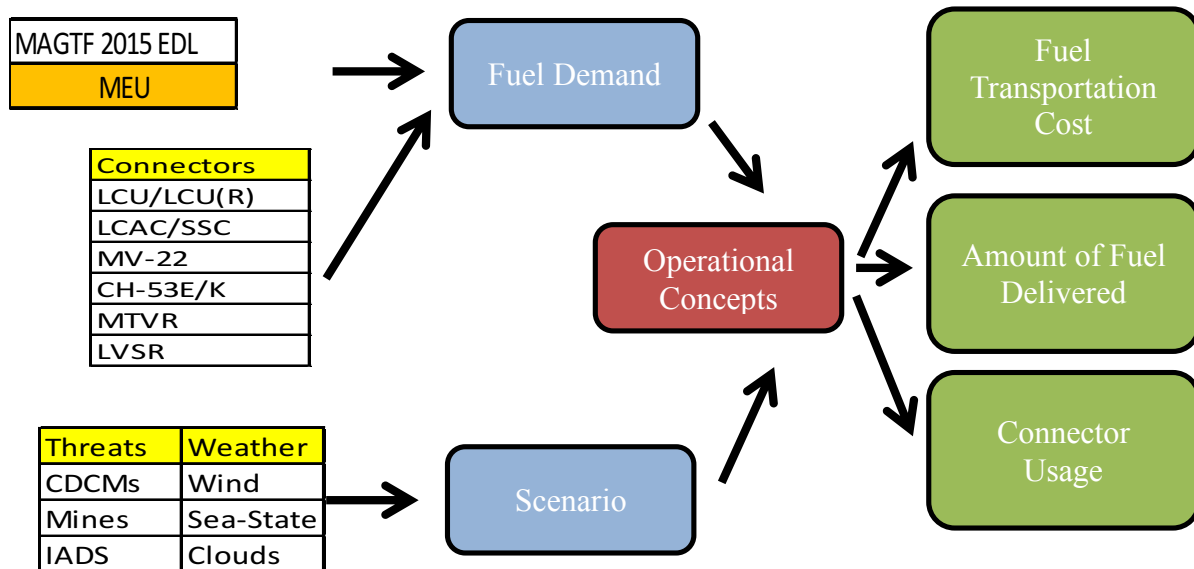 MAGTF 2015 EDL
MEU
Connectors
LCU/LCU(R)
LCAC/SSC
MV-22
CH-53E/K
MTVR
LVSR
Threats Weather
CDCMs Wind
Mines Sea-State
IADS Clouds
Fuel Demand
Scenario
Operational
Concepts
Fuel
Transportation
Cost
Amount of Fuel
Delivered
Connector
Usage